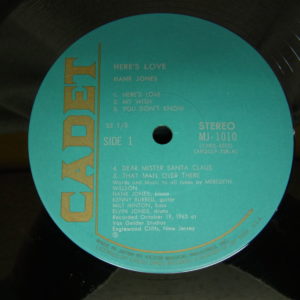 HERE'S LOVE
HANK JONES
1. HERE'S LOVE
2. MY WISH
3. YOU DON'T KNOW
33 1/3
SIDE 1
STEREO
MJ-1010
CADET
4. DEAR MISTER SANTA CLAUS
5. THAT MAN OVER THERE
Words and Music to all tunes by MEREDITH
WILLSON
HANK JONES, piano
KENNY BURRELL, guitar
MILT HINTON, bass
ELVIN JONES, drums
Recorded October 1963 at
Van Gelder Studios
Englewood Cliffs, New Jersey